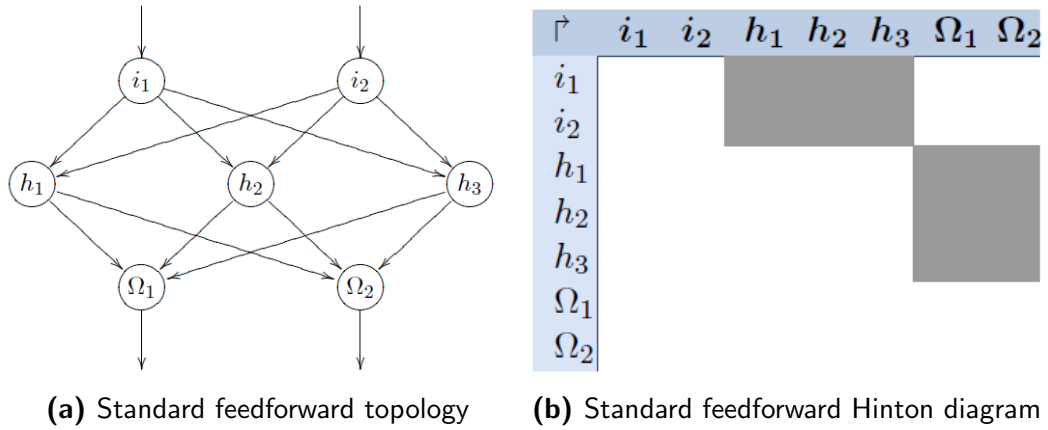 i₁ i₂
h₁ h₂ h₃
Ω₁ Ω₂
(a) Standard feedforward topology
↱ i₁ i₂ h₁ h₂ h₃ Ω₁ Ω₂
i₁
i₂
h₁
h₂
h₃
Ω₁
Ω₂
(b) Standard feedforward Hinton diagram